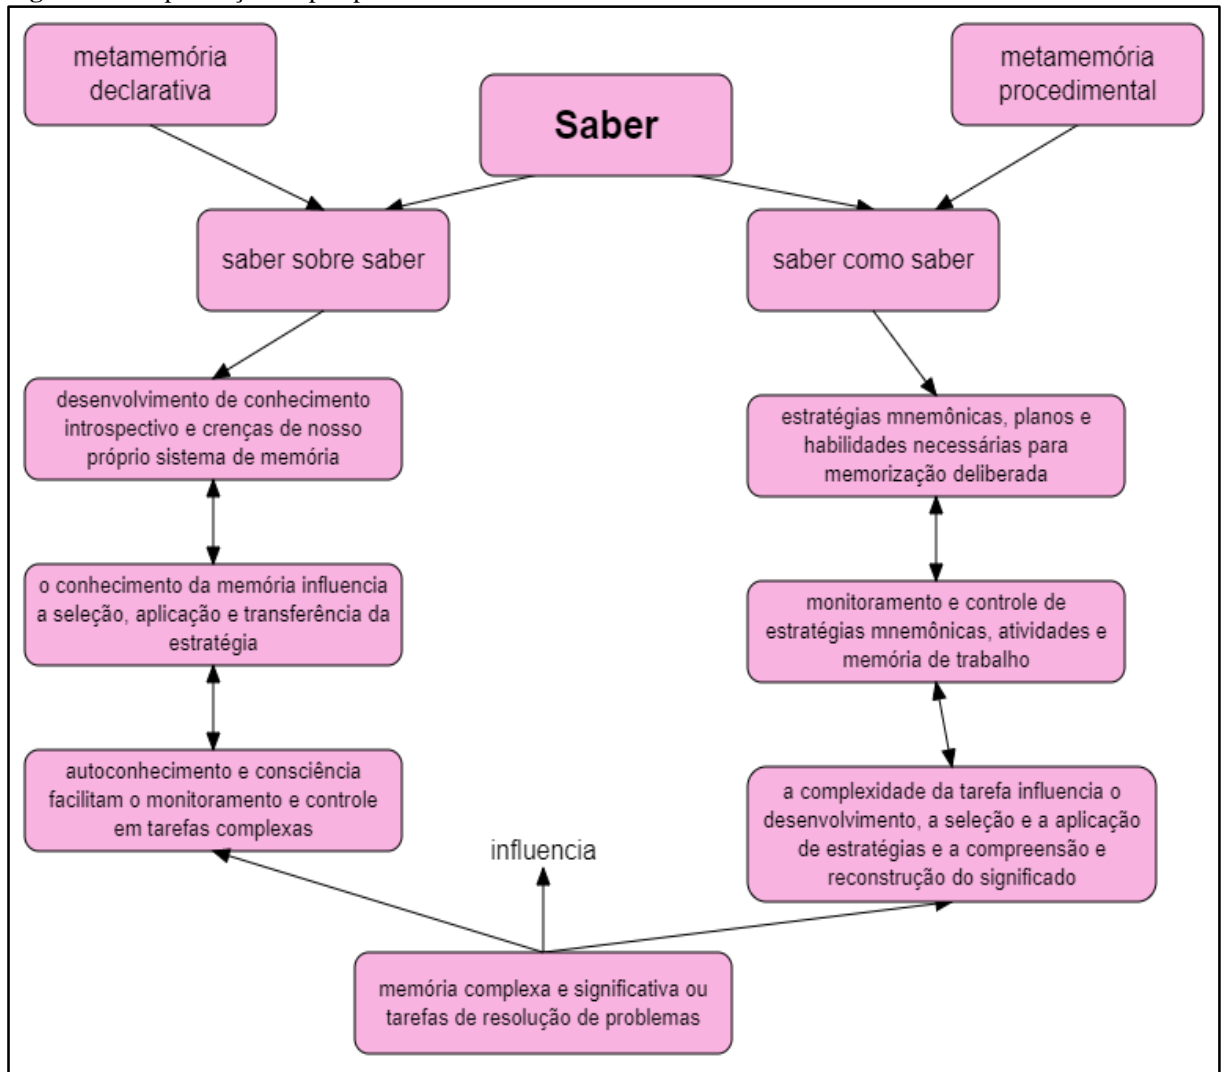 metamemória
declarativa
Saber
metamemória
procedimental
saber sobre saber
saber como saber
desenvolvimento de conhecimento
introspectivo e crenças de nosso
próprio sistema de memória
estratégias mnemônicas, planos e
habilidades necessárias para
memorização deliberada
o conhecimento da memória influencia
a seleção, aplicação e transferência da
estratégia
monitoramento e controle de
estratégias mnemônicas, atividades e
memória de trabalho
autoconhecimento e consciência
facilitam o monitoramento e controle
em tarefas complexas
a complexidade da tarefa influencia o
desenvolvimento, a seleção e a aplicação
de estratégias e a compreensão e
reconstrução do significado
influencia
memória complexa e significativa ou
tarefas de resolução de problemas